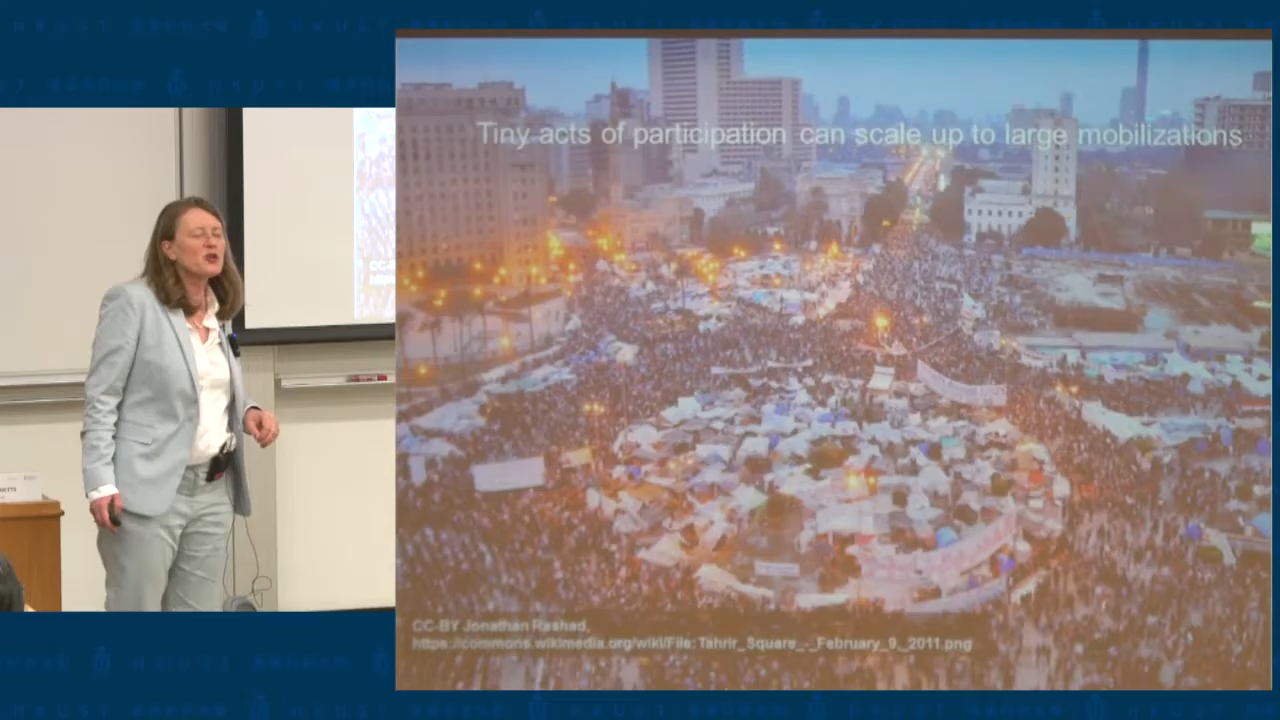 Tiny acts of participation can scale up to large mobilizations
CC-BY Jonathan Rashad,
https://commons.wikimedia.org/wiki/File:Tahrir_Square_-_February_9,_2011.png